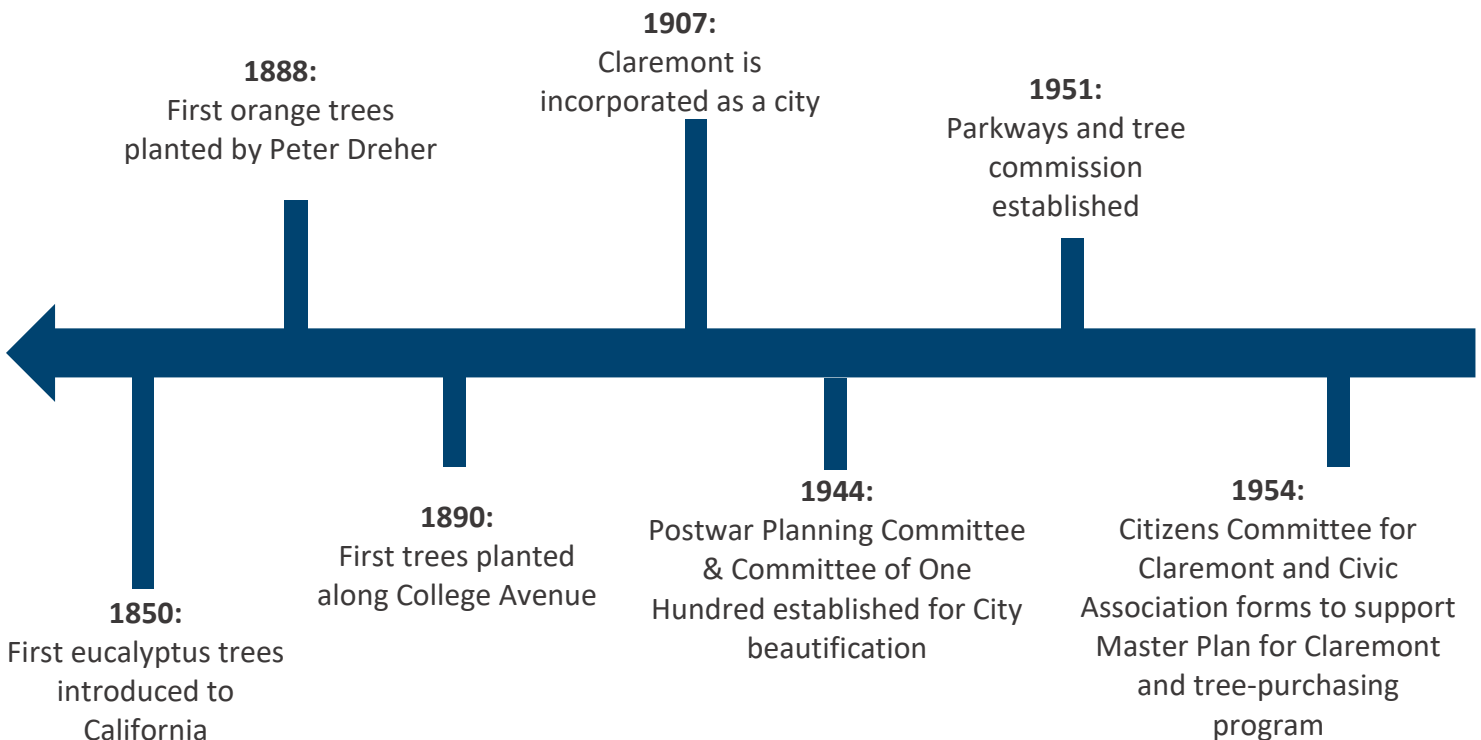 1907:
Claremont is
incorporated as a city
1888:
First orange trees
planted by Peter Dreher
1951:
Parkways and tree
commission
established
1850:
First eucalyptus trees
introduced to
California
1890:
First trees planted
along College Avenue
1944:
Postwar Planning Committee
& Committee of One
Hundred established for City
beautification
1954:
Citizens Committee for
Claremont and Civic
Association forms to support
Master Plan for Claremont
and tree-purchasing
program